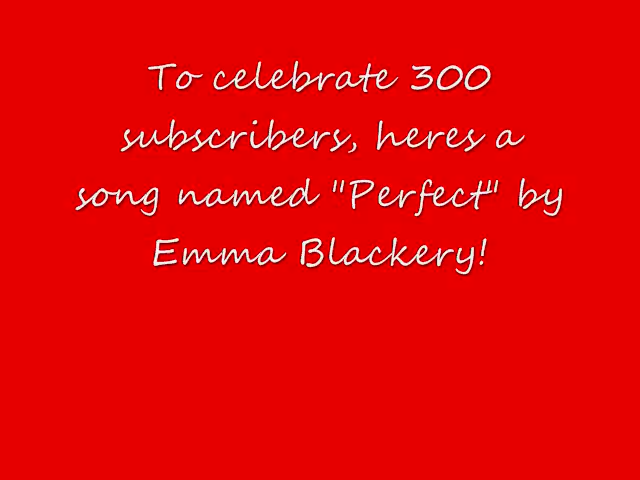 To celebrate 300
subscribers, heres a
song named "Perfect" by
Emma Blackery!